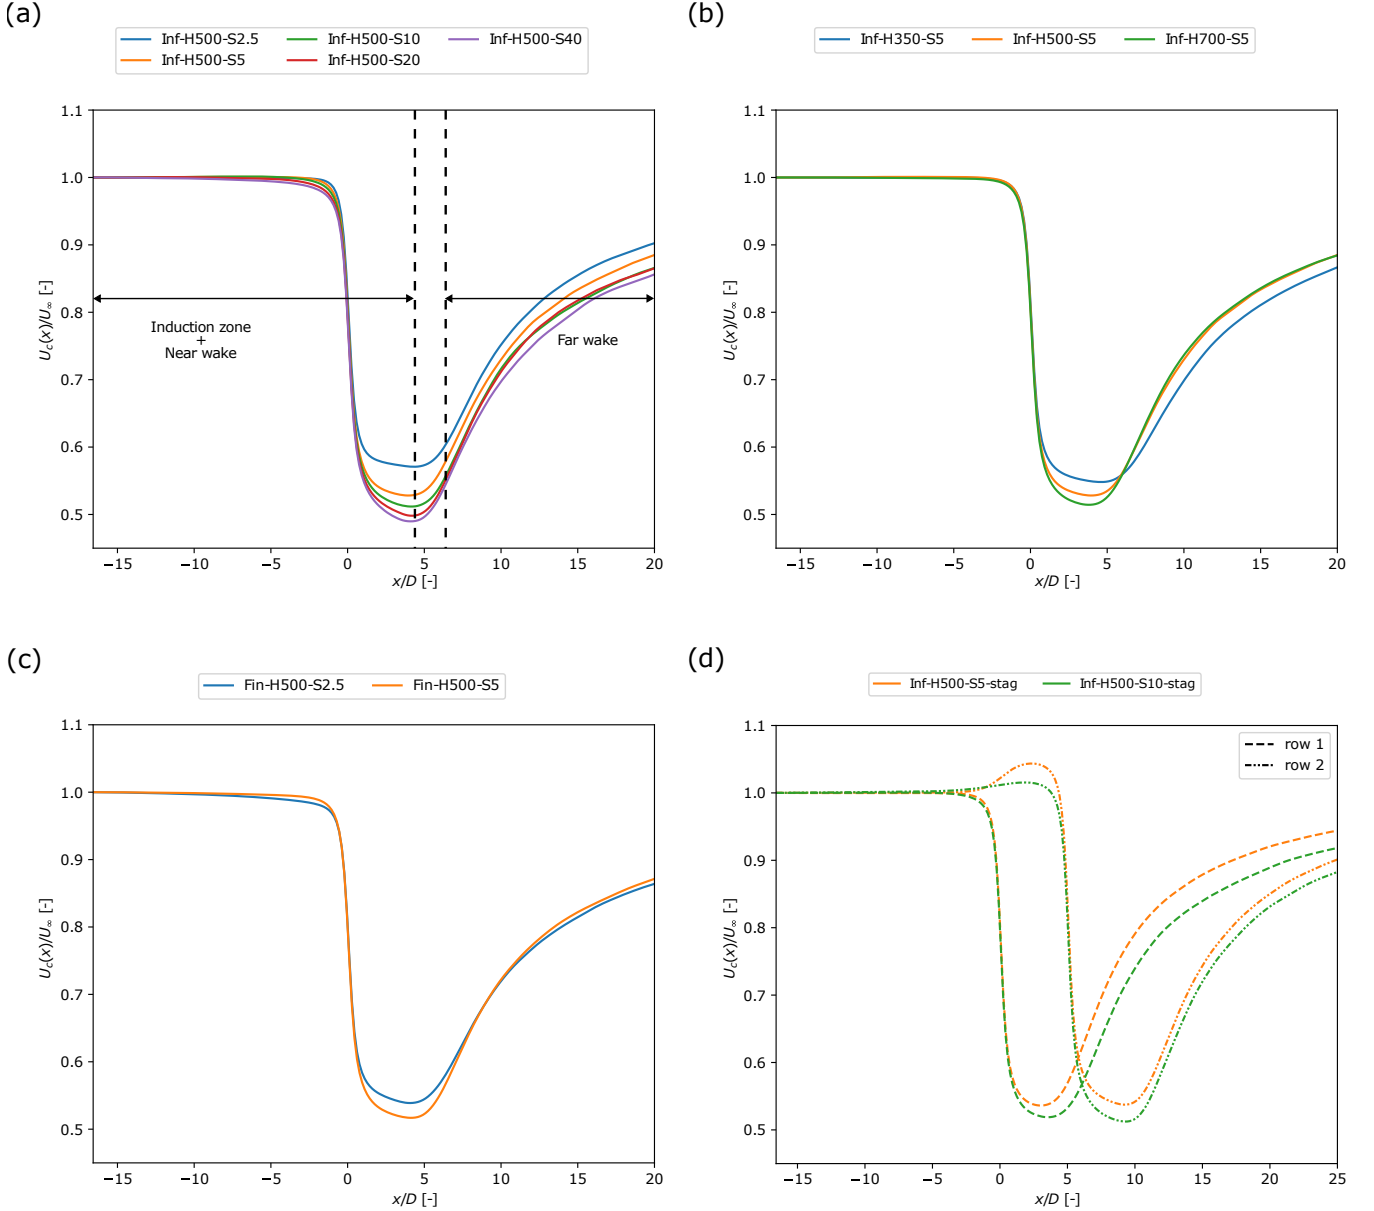 (a)
Inf-H500-S2.5 Inf-H500-S10 Inf-H500-S40
Inf-H500-S5 Inf-H500-S20
1.1
1.0
0.9
0.8
0.7
0.6
0.5
U_c(x)/U_∞ [-]
Induction zone
+
Near wake
Far wake
−15 −10 −5 0 5 10 15 20
x/D [-]
(b)
Inf-H350-S5 Inf-H500-S5 Inf-H700-S5
1.1
1.0
0.9
0.8
0.7
0.6
0.5
U_c(x)/U_∞ [-]
−15 −10 −5 0 5 10 15 20
x/D [-]
(c)
Fin-H500-S2.5 Fin-H500-S5
1.1
1.0
0.9
0.8
0.7
0.6
0.5
U_c(x)/U_∞ [-]
−15 −10 −5 0 5 10 15 20
x/D [-]
(d)
Inf-H500-S5-stag Inf-H500-S10-stag
row 1
row 2
1.1
1.0
0.9
0.8
0.7
0.6
0.5
U_c(x)/U_∞ [-]
−15 −10 −5 0 5 10 15 20 25
x/D [-]